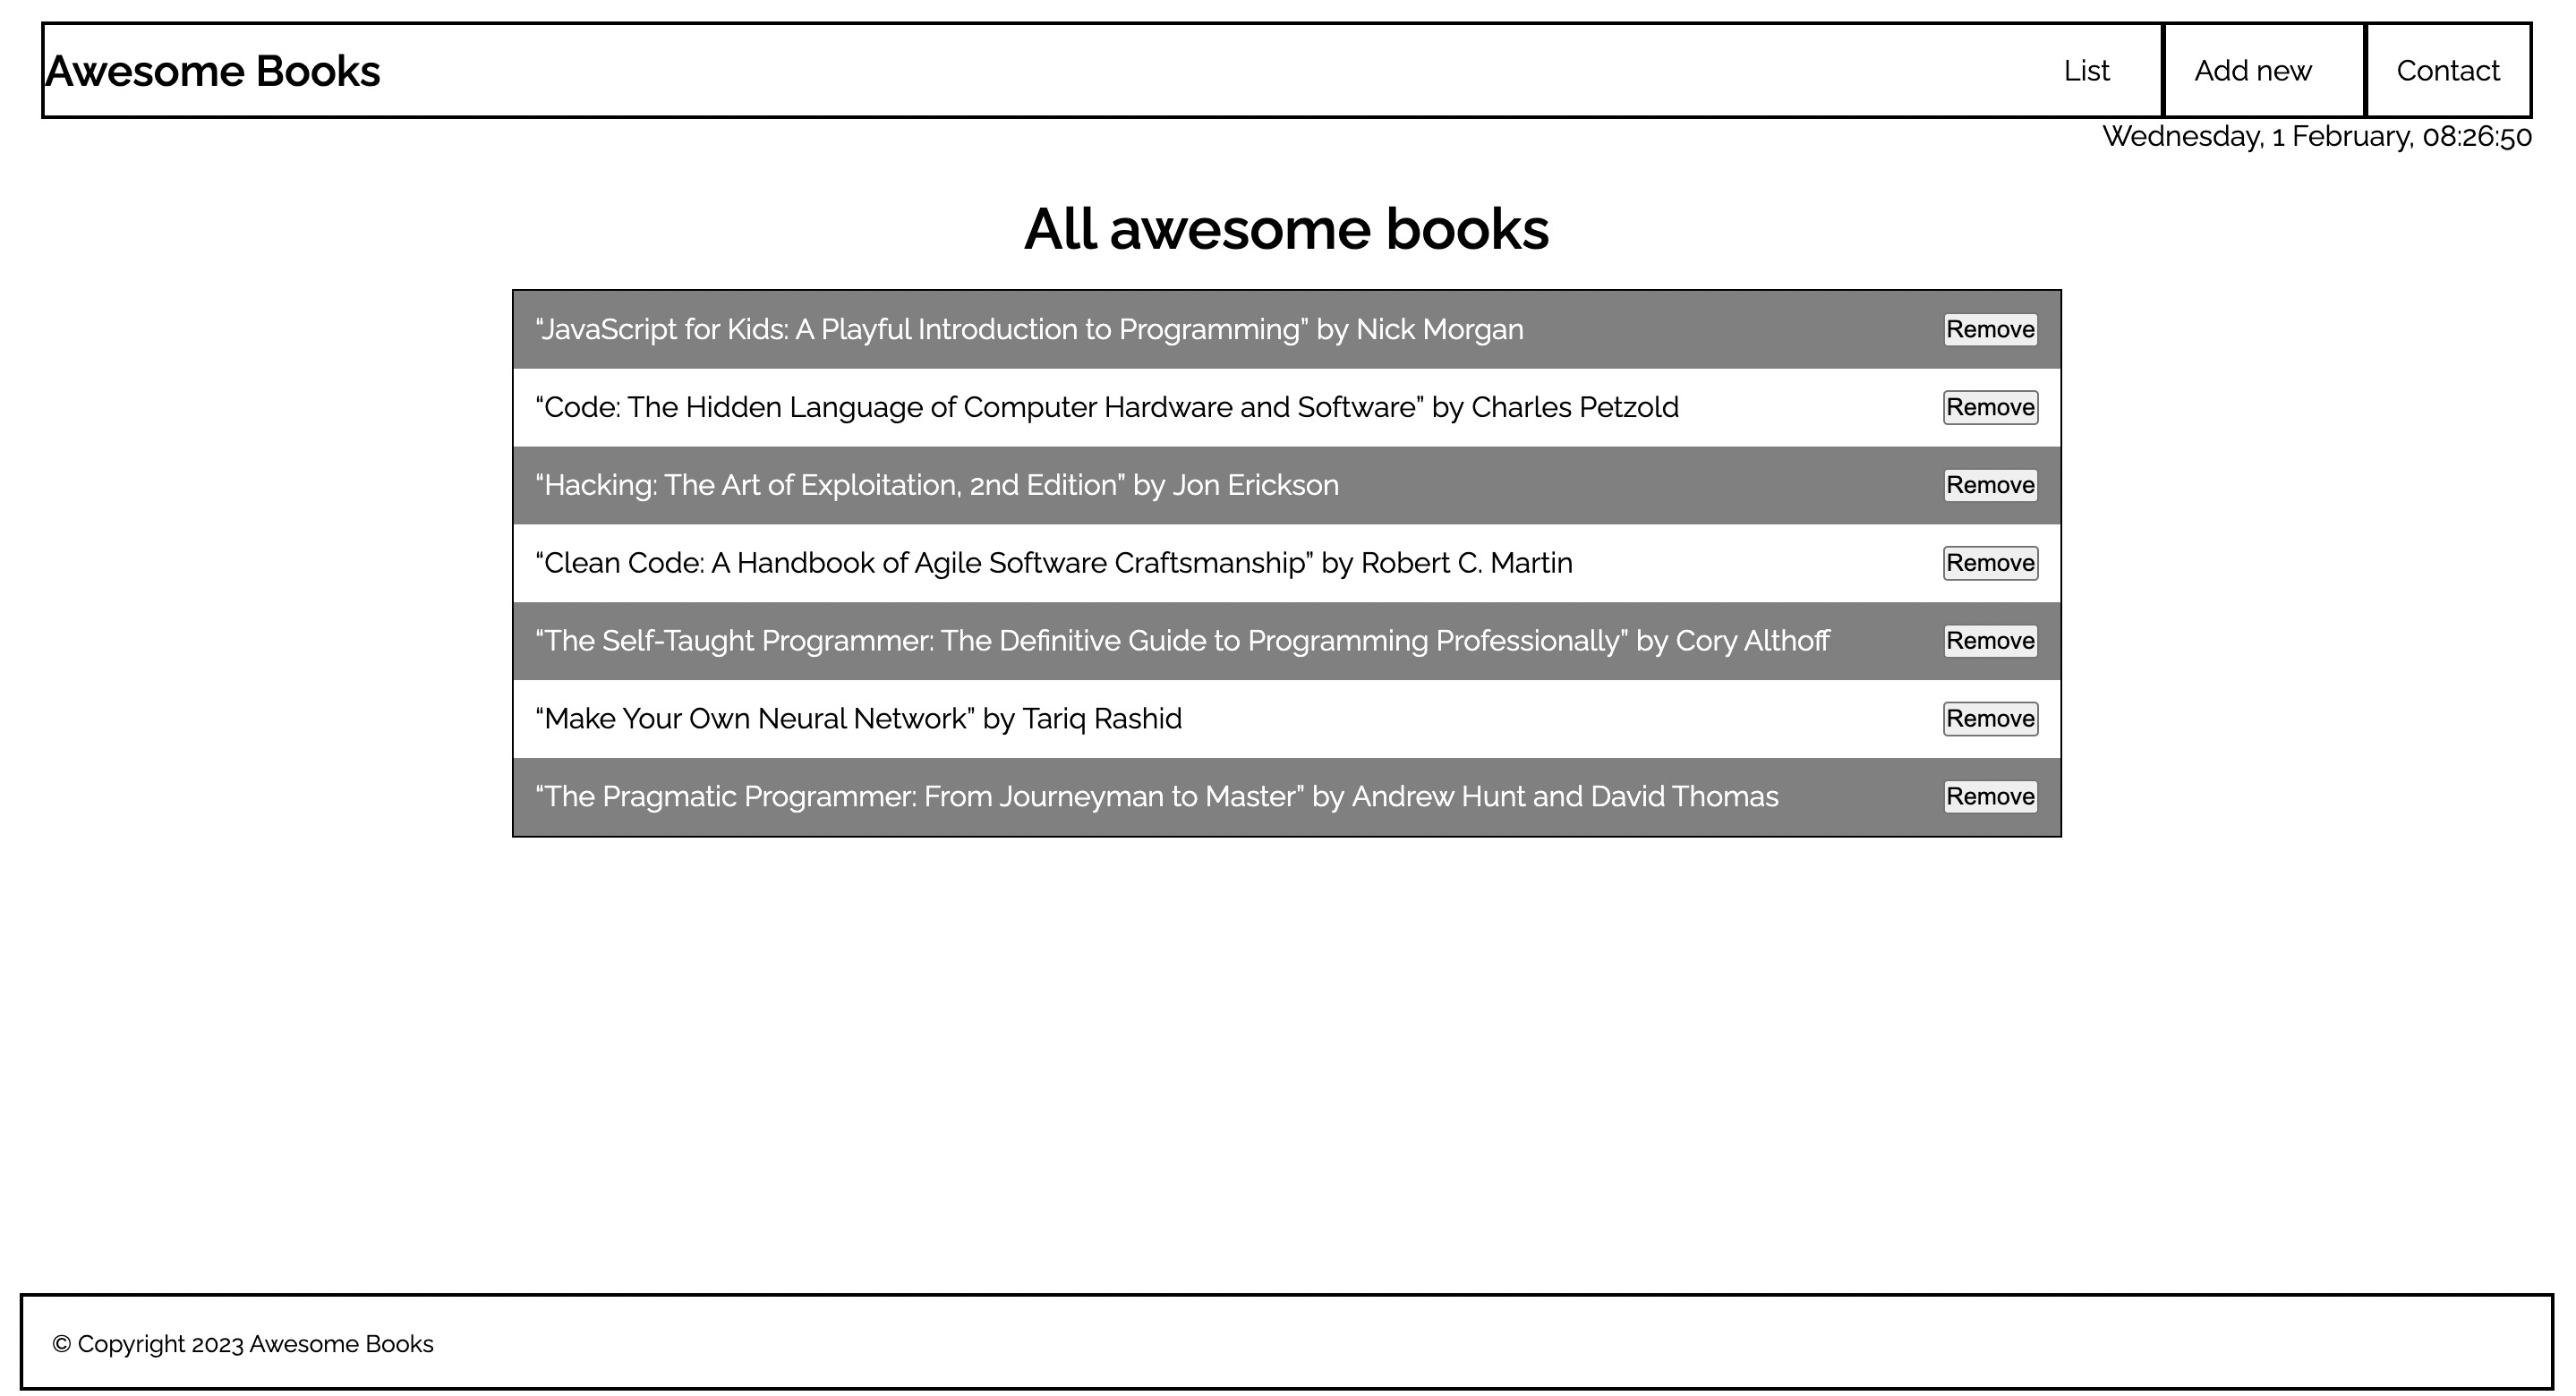 Awesome Books
List
Add new
Contact
Wednesday, 1 February, 08:26:50
All awesome books
“JavaScript for Kids: A Playful Introduction to Programming” by Nick Morgan Remove
“Code: The Hidden Language of Computer Hardware and Software” by Charles Petzold Remove
“Hacking: The Art of Exploitation, 2nd Edition” by Jon Erickson Remove
“Clean Code: A Handbook of Agile Software Craftsmanship” by Robert C. Martin Remove
“The Self-Taught Programmer: The Definitive Guide to Programming Professionally” by Cory Althoff Remove
“Make Your Own Neural Network” by Tariq Rashid Remove
“The Pragmatic Programmer: From Journeyman to Master” by Andrew Hunt and David Thomas Remove
© Copyright 2023 Awesome Books